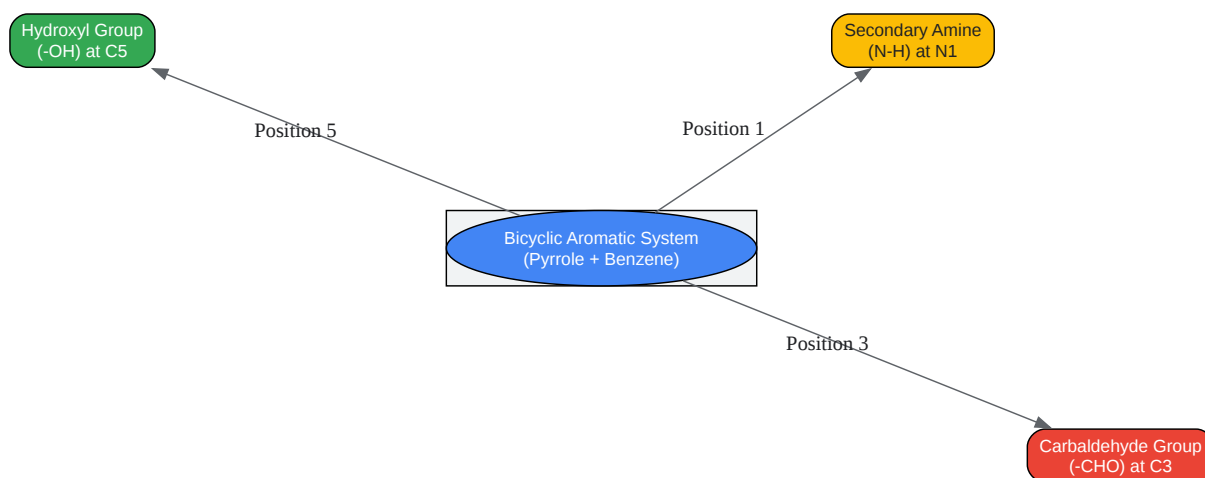 Hydroxyl Group
(-OH) at C5
Secondary Amine
(N-H) at N1
Position 5
Position 1
Bicyclic Aromatic System
(Pyrrole + Benzene)
Position 3
Carbaldehyde Group
(-CHO) at C3